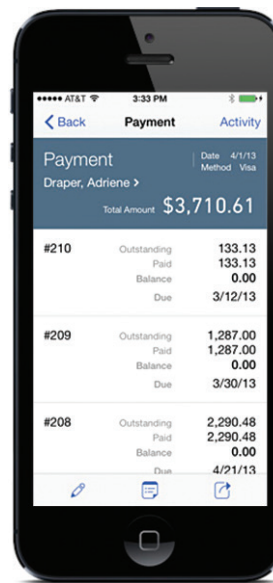 AT&T 3:33 PM
Back Payment Activity
Payment Date 4/1/13
Method Visa
Draper, Adriene >
Total Amount $3,710.61
#210 Outstanding 133.13
Paid 133.13
Balance 0.00
Due 3/12/13
#209 Outstanding 1,287.00
Paid 1,287.00
Balance 0.00
Due 3/30/13
#208 Outstanding 2,290.48
Paid 2,290.48
Balance 0.00
Due 4/21/13